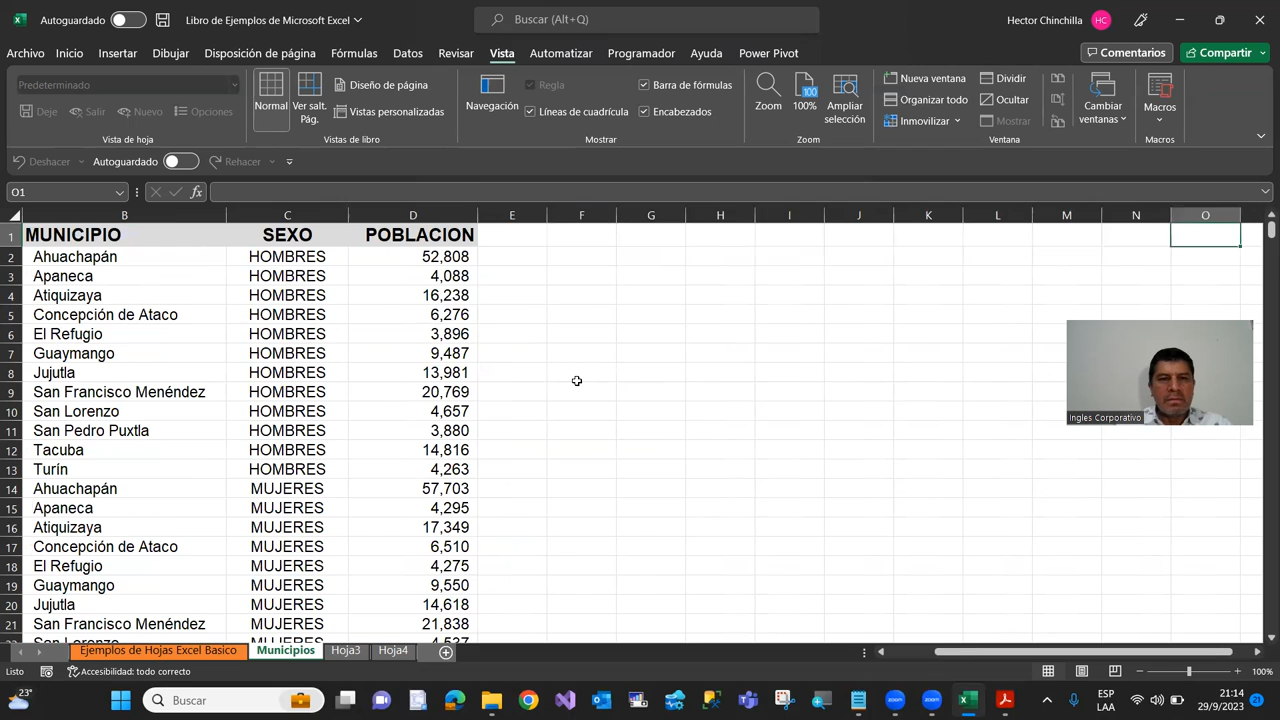 Autoguardado
Libro de Ejemplos de Microsoft Excel
Buscar (Alt+Q)
Hector Chinchilla
HC
Archivo Inicio Insertar Dibujar Disposición de página Fórmulas Datos Revisar Vista Automatizar Programador Ayuda Power Pivot
Comentarios
Compartir
Predeterminado
Deje Salir Nuevo Opciones
Vista de hoja
Normal
Ver salt. Pág.
Diseño de página
Vistas personalizadas
Vistas de libro
Navegación
Regla
Barra de fórmulas
Líneas de cuadrícula
Encabezados
Mostrar
Zoom
100
100%
Ampliar selección
Zoom
Nueva ventana
Organizar todo
Inmovilizar
Dividir
Ocultar
Mostrar
Cambiar ventanas
Ventana
Macros
Macros
Deshacer Autoguardado Rehacer
O1
fx
B C D E F G H I J K L M N O
1 MUNICIPIO SEXO POBLACION
2 Ahuachapán HOMBRES 52,808
3 Apaneca HOMBRES 4,088
4 Atiquizaya HOMBRES 16,238
5 Concepción de Ataco HOMBRES 6,276
6 El Refugio HOMBRES 3,896
7 Guaymango HOMBRES 9,487
8 Jujutla HOMBRES 13,981
9 San Francisco Menéndez HOMBRES 20,769
10 San Lorenzo HOMBRES 4,657
11 San Pedro Puxtla HOMBRES 3,880
12 Tacuba HOMBRES 14,816
13 Turín HOMBRES 4,263
14 Ahuachapán MUJERES 57,703
15 Apaneca MUJERES 4,295
16 Atiquizaya MUJERES 17,349
17 Concepción de Ataco MUJERES 6,510
18 El Refugio MUJERES 4,275
19 Guaymango MUJERES 9,550
20 Jujutla MUJERES 14,618
21 San Francisco Menéndez MUJERES 21,838
San Lorenzo MUJERES 4,537
Ingles Corporativo
Ejemplos de Hojas Excel Basico Municipios Hoja3 Hoja4
Listo
Accesibilidad: todo correcto
100%
23°
Buscar
zoom
zoom
ESP
LAA
21:14
29/9/2023